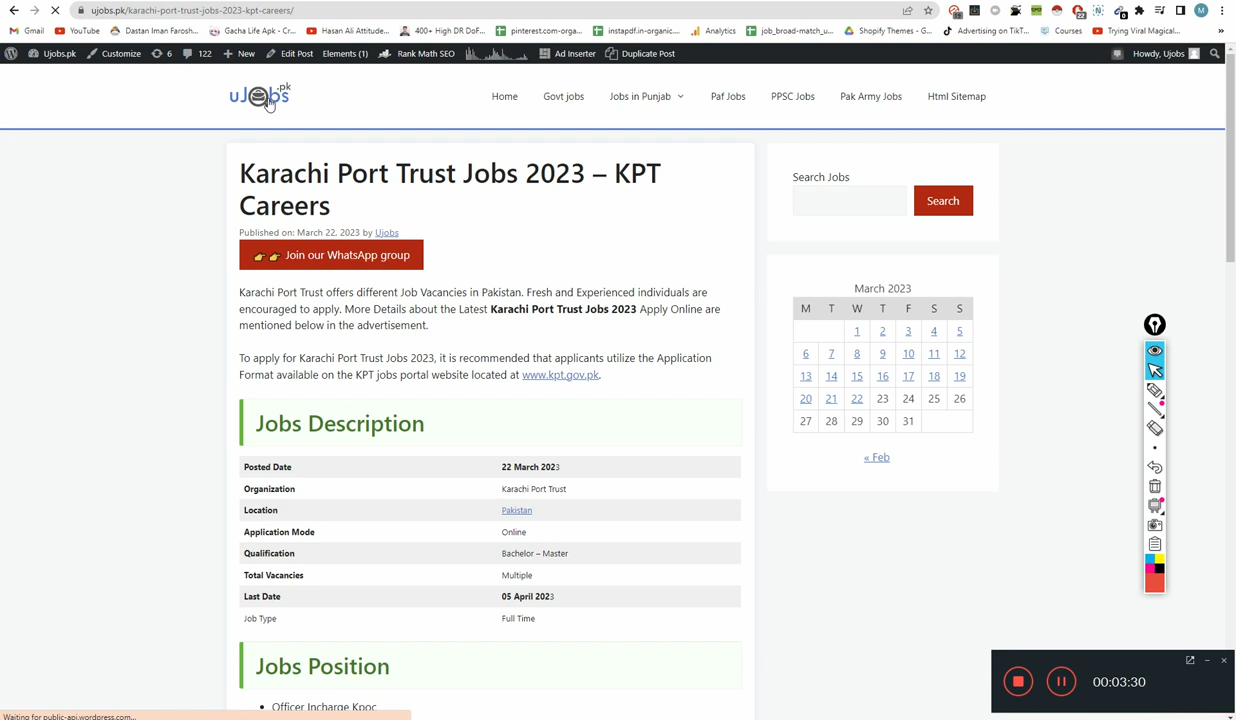 ujobs.pk/karachi-port-trust-jobs-2023-kpt-careers/
Gmail YouTube Dastan Iman Farosh... Gacha Life Apk - Cr... Hasan Ali Attitude... 400+ High DR DoF... pinterest.com-orga... instapdf.in-organic... Analytics job_broad-match_u... Shopify Themes - G... Advertising on TikT... Courses Trying Viral Magical...
Ujobs.pk Customize 6 122 New Edit Post Elements (1) Rank Math SEO Ad Inserter Duplicate Post Howdy, Ujobs
uJobs.pk
Home Govt jobs Jobs in Punjab Paf Jobs PPSC Jobs Pak Army Jobs Html Sitemap
Karachi Port Trust Jobs 2023 – KPT
Careers
Published on: March 22, 2023 by Ujobs
👉👉 Join our WhatsApp group
Karachi Port Trust offers different Job Vacancies in Pakistan. Fresh and Experienced individuals are
encouraged to apply. More Details about the Latest Karachi Port Trust Jobs 2023 Apply Online are
mentioned below in the advertisement.
To apply for Karachi Port Trust Jobs 2023, it is recommended that applicants utilize the Application
Format available on the KPT jobs portal website located at www.kpt.gov.pk.
Jobs Description
Posted Date 22 March 2023
Organization Karachi Port Trust
Location Pakistan
Application Mode Online
Qualification Bachelor – Master
Total Vacancies Multiple
Last Date 05 April 2023
Job Type Full Time
Jobs Position
Officer Incharge Kpoc
Search Jobs
Search
March 2023
M T W T F S S
1 2 3 4 5
6 7 8 9 10 11 12
13 14 15 16 17 18 19
20 21 22 23 24 25 26
27 28 29 30 31
« Feb
00:03:30
Waiting for public-api.wordpress.com...